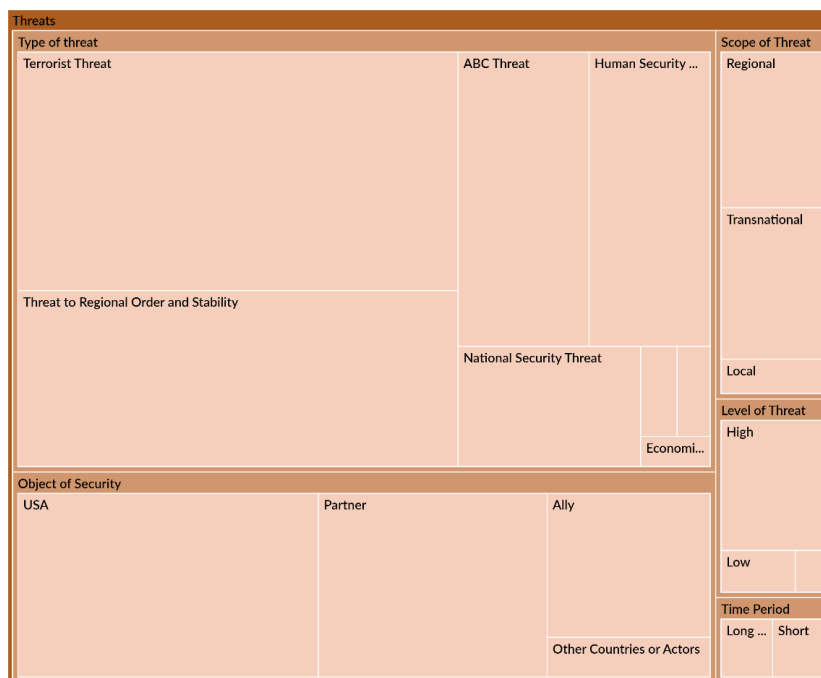 Threats
Type of threat
Terrorist Threat
ABC Threat
Human Security ...
Threat to Regional Order and Stability
National Security Threat
Economi...
Object of Security
USA
Partner
Ally
Other Countries or Actors
Scope of Threat
Regional
Transnational
Local
Level of Threat
High
Low
Time Period
Long ...
Short